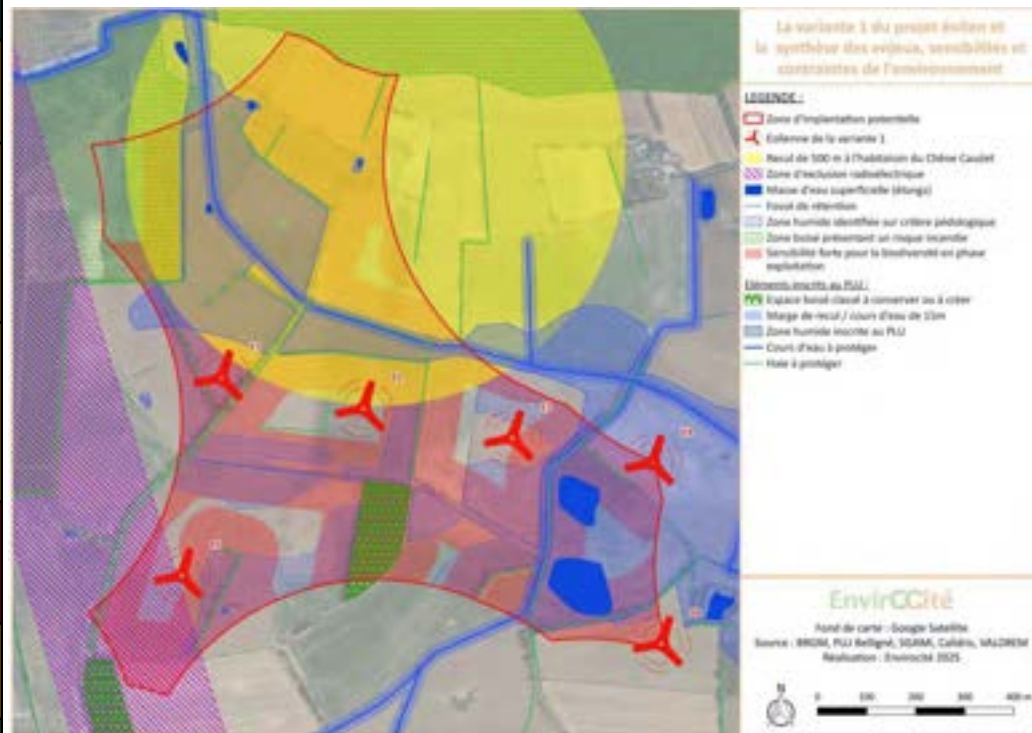 La variante 1 du projet éolien et
la synthèse des enjeux, sensibilités et
contraintes de l'environnement
LEGENDE :
Zone d'implantation potentielle
Eolienne de la variante 1
Recul de 500 m à l'habitation du Chêne Caudet
Zone d'exclusion radioélectrique
Masse d'eau superficielle (étangs)
Fossé de rétention
Zone humide identifiée sur critère pédologique
Zone boisé présentant un risque incendie
Sensibilité forte pour la biodiversité en phase
exploitation
Eléments inscrits au PLU :
Espace boisé classé à conserver ou à créer
Marge de recul / cours d'eau de 15m
Zone humide inscrite au PLU
Cours d'eau à protéger
Haie à protéger
Fond de carte : Google Satellite
Source : BRGM, PLU Belligné, Calidris, VALOREM
Réalisation : Envirocité 2025
N
0 100 200 300 400 m